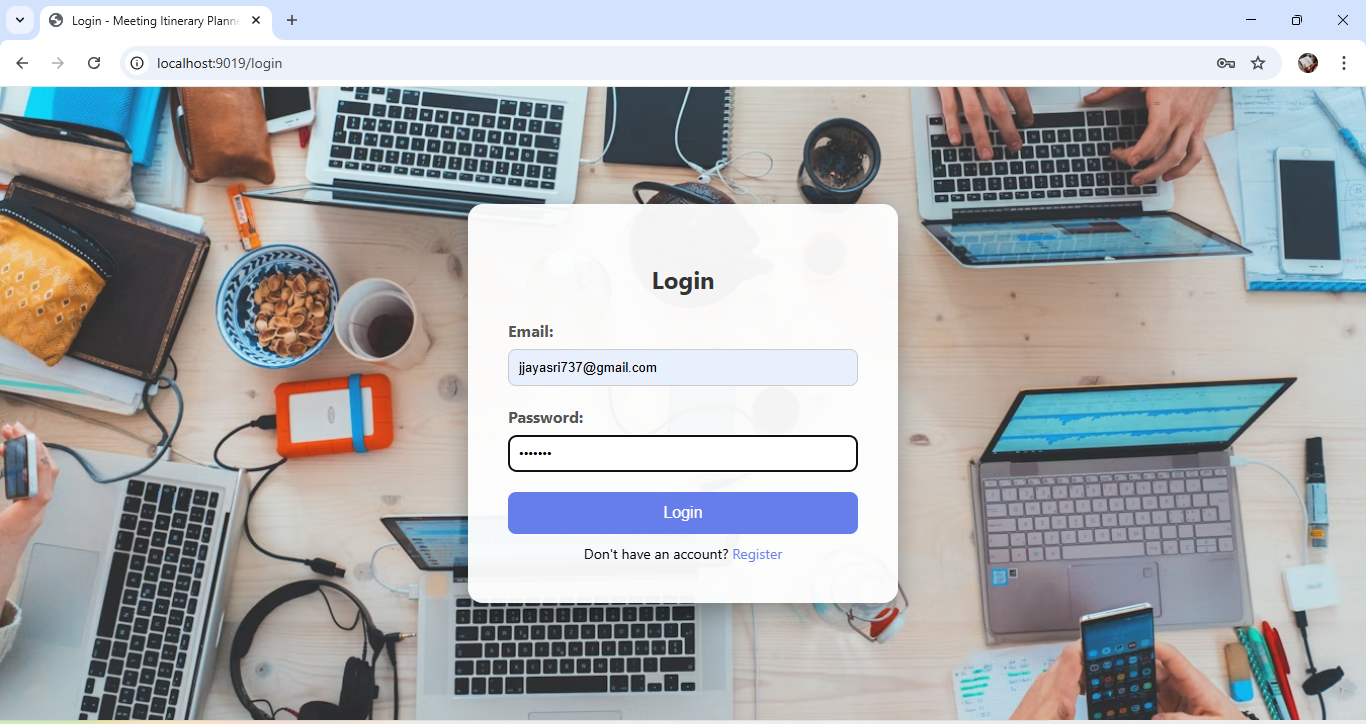 Login - Meeting Itinerary Plann
localhost:9019/login
Login
Email:
jjayasri737@gmail.com
Password:
•••••••
Login
Don't have an account? Register